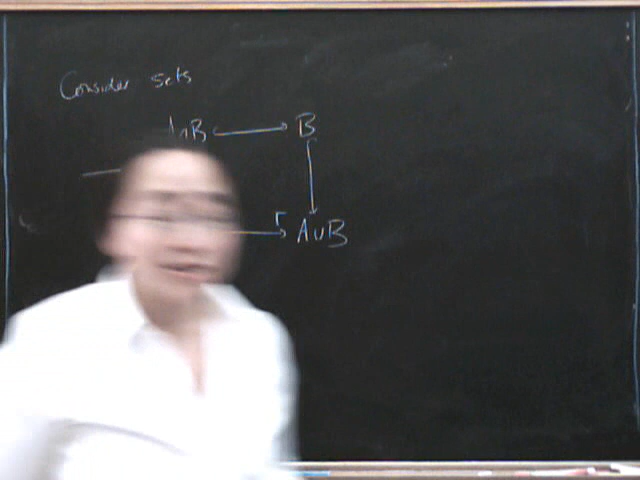 Consider sets
A∩B → B
A∪B